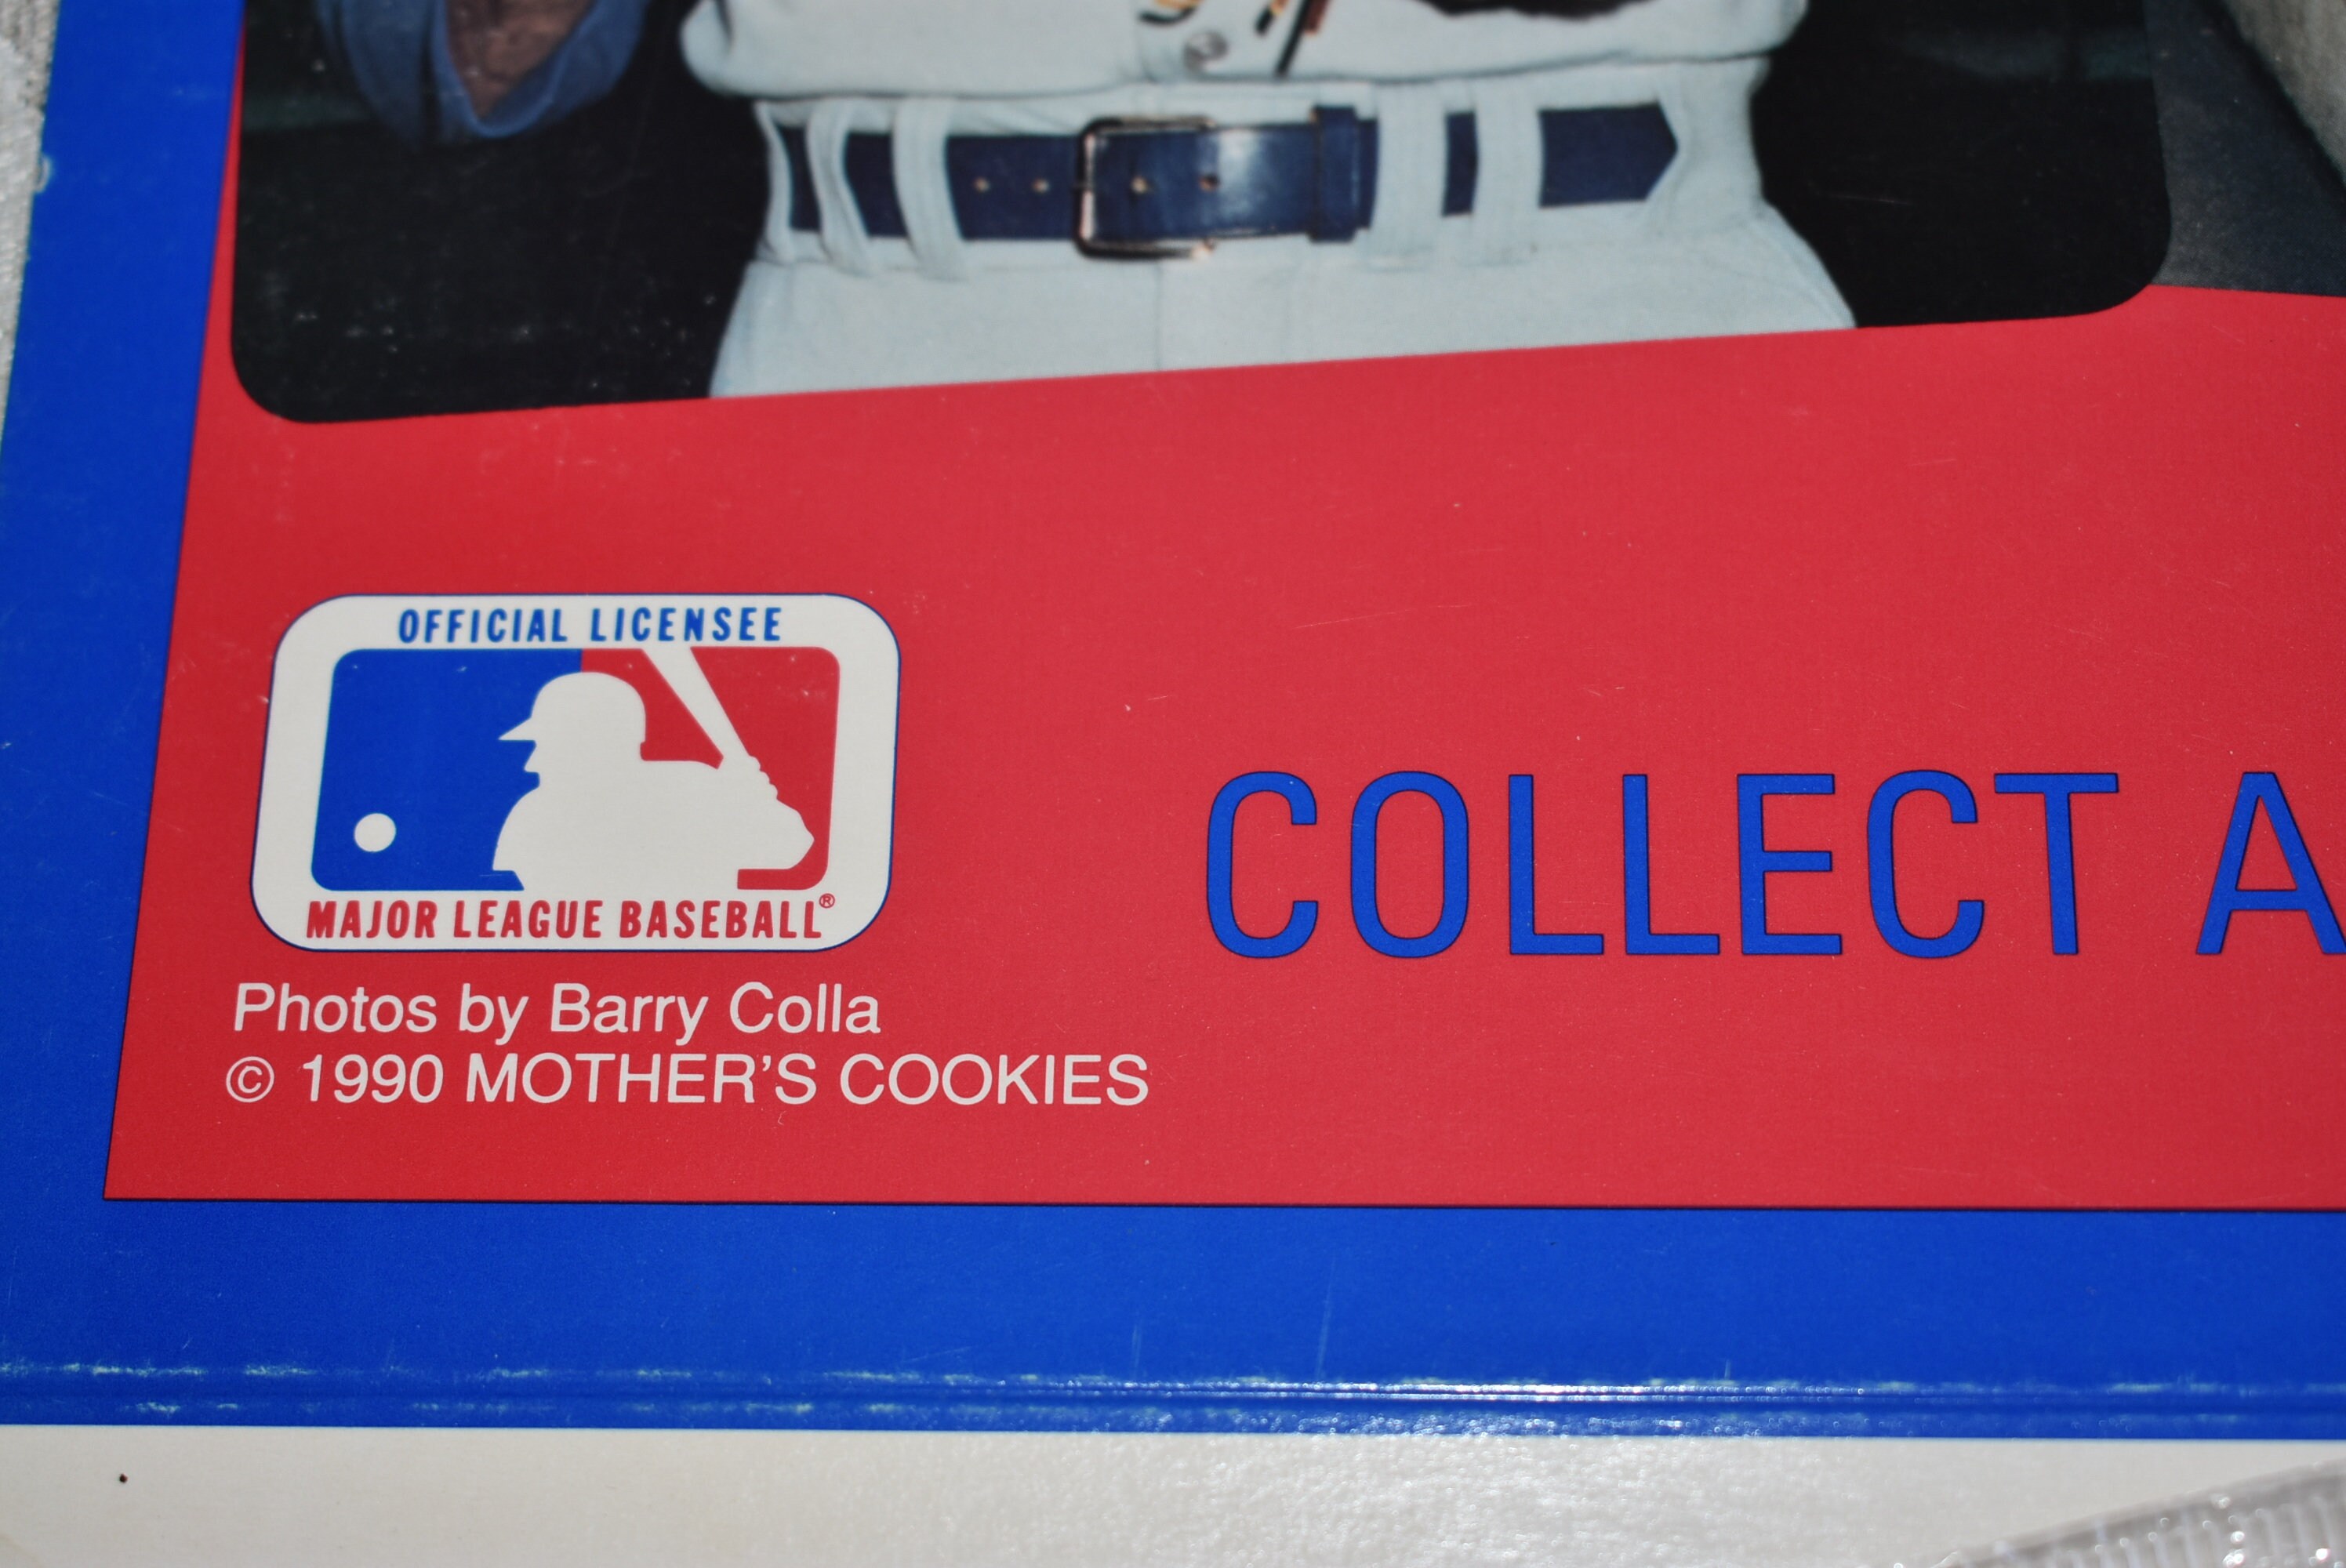 OFFICIAL LICENSEE
MAJOR LEAGUE BASEBALL®
COLLECT A
Photos by Barry Colla
© 1990 MOTHER'S COOKIES